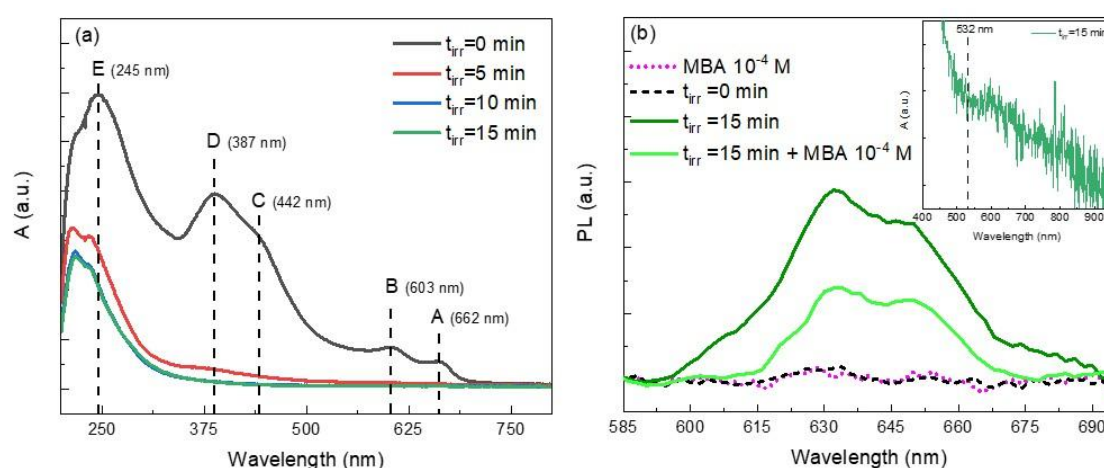 (a)
t_irr=0 min
t_irr=5 min
t_irr=10 min
t_irr=15 min
E (245 nm)
D (387 nm)
C (442 nm)
B (603 nm)
A (662 nm)
A (a.u.)
250 375 500 625 750
Wavelength (nm)
(b)
MBA 10⁻⁴ M
t_irr=0 min
t_irr =15 min
t_irr =15 min + MBA 10⁻⁴ M
PL (a.u.)
585 600 615 630 645 660 675 690
Wavelength (nm)
532 nm
t_irr=15 min
A (a.u.)
400 500 600 700 800 900
Wavelength (nm)